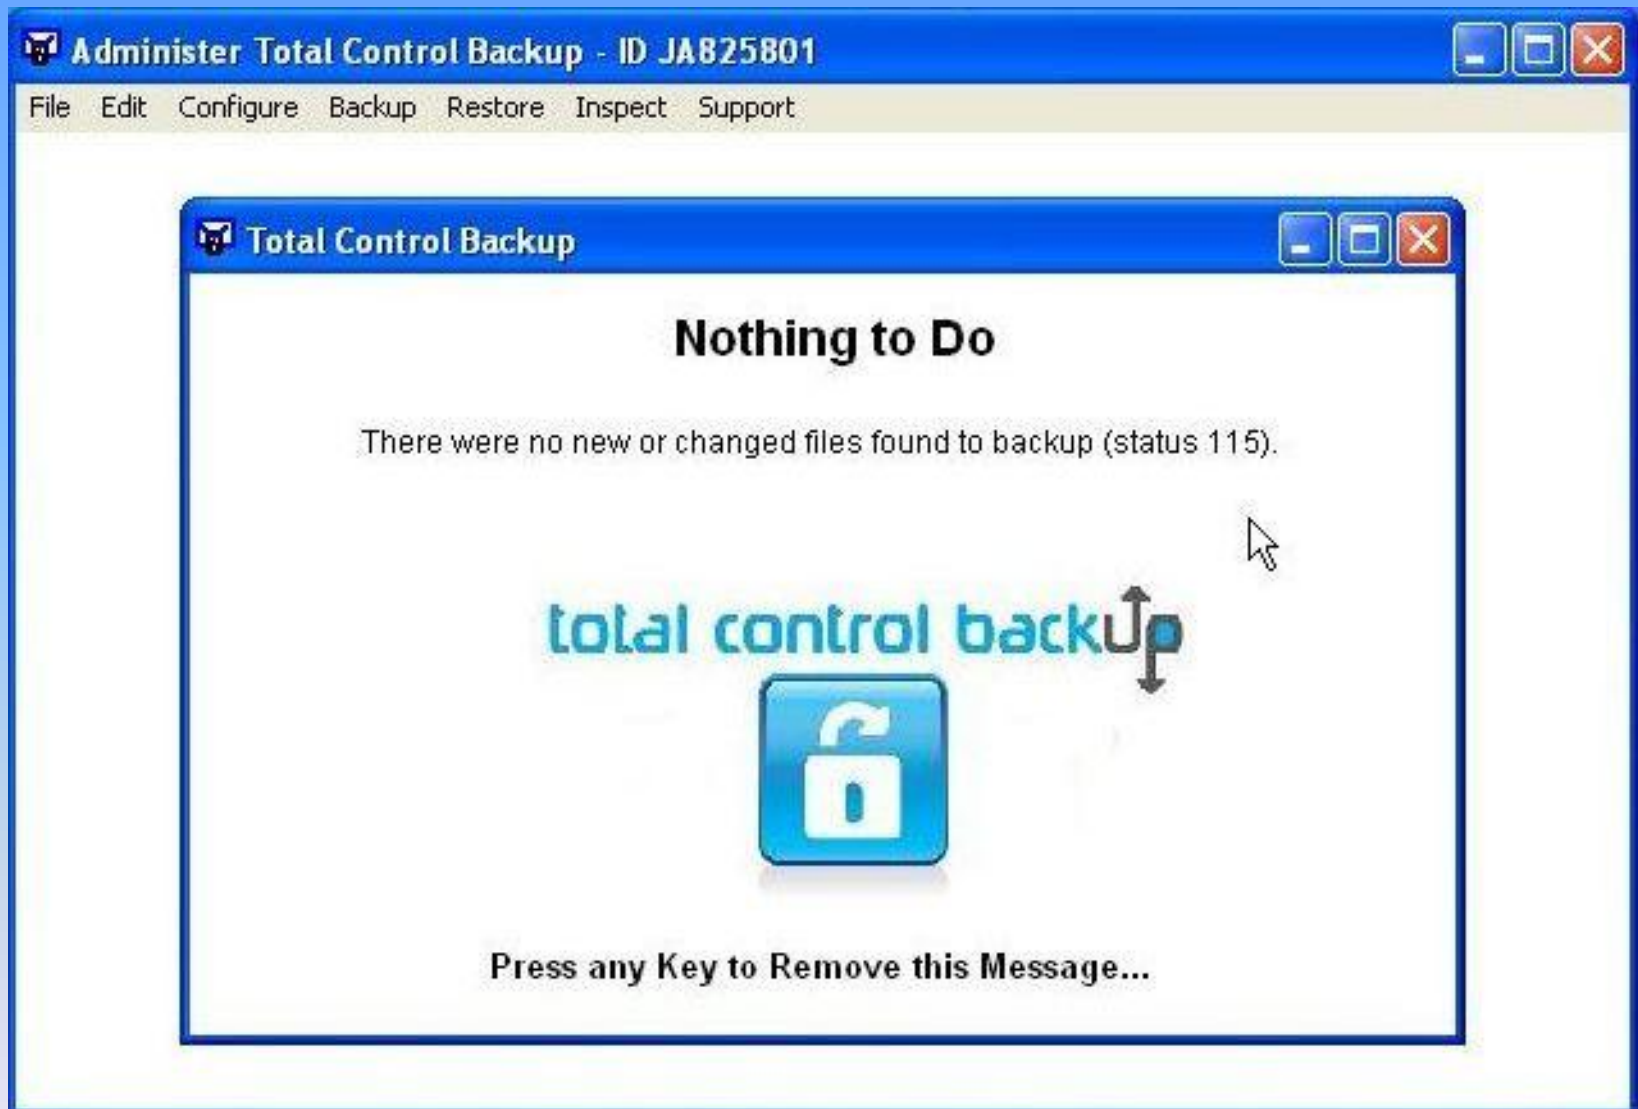 Administer Total Control Backup - ID JA825801
File Edit Configure Backup Restore Inspect Support
Total Control Backup
Nothing to Do
There were no new or changed files found to backup (status 115).
total control backup
Press any Key to Remove this Message...